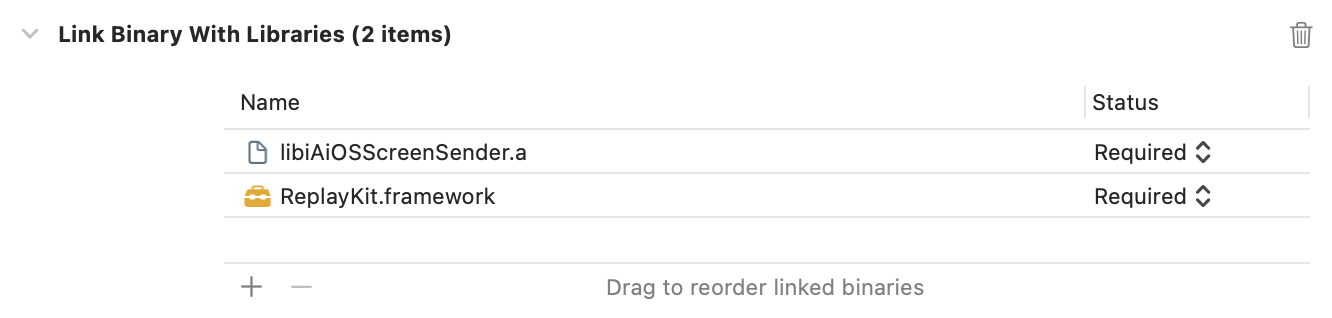 Link Binary With Libraries (2 items)
Name Status
libiAiOSScreenSender.a Required
ReplayKit.framework Required
Drag to reorder linked binaries